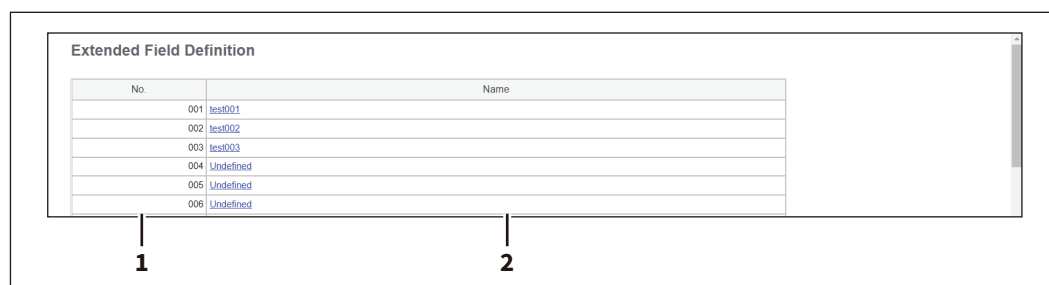 Extended Field Definition
No. Name
001 test001
002 test002
003 test003
004 Undefined
005 Undefined
006 Undefined
1 2